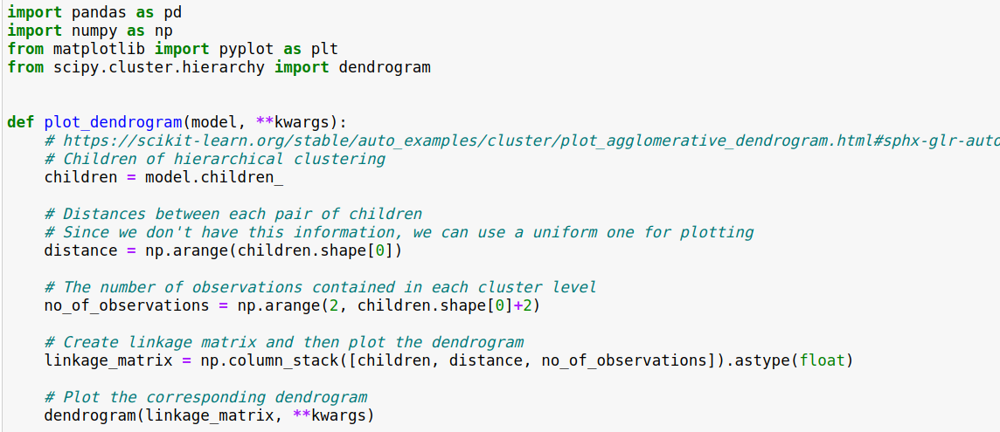 import pandas as pd
import numpy as np
from matplotlib import pyplot as plt
from scipy.cluster.hierarchy import dendrogram
def plot_dendrogram(model, **kwargs):
# https://scikit-learn.org/stable/auto_examples/cluster/plot_agglomerative_dendrogram.html#sphx-glr-auto
# Children of hierarchical clustering
children = model.children_
# Distances between each pair of children
# Since we don't have this information, we can use a uniform one for plotting
distance = np.arange(children.shape[0])
# The number of observations contained in each cluster level
no_of_observations = np.arange(2, children.shape[0]+2)
# Create linkage matrix and then plot the dendrogram
linkage_matrix = np.column_stack([children, distance, no_of_observations]).astype(float)
# Plot the corresponding dendrogram
dendrogram(linkage_matrix, **kwargs)